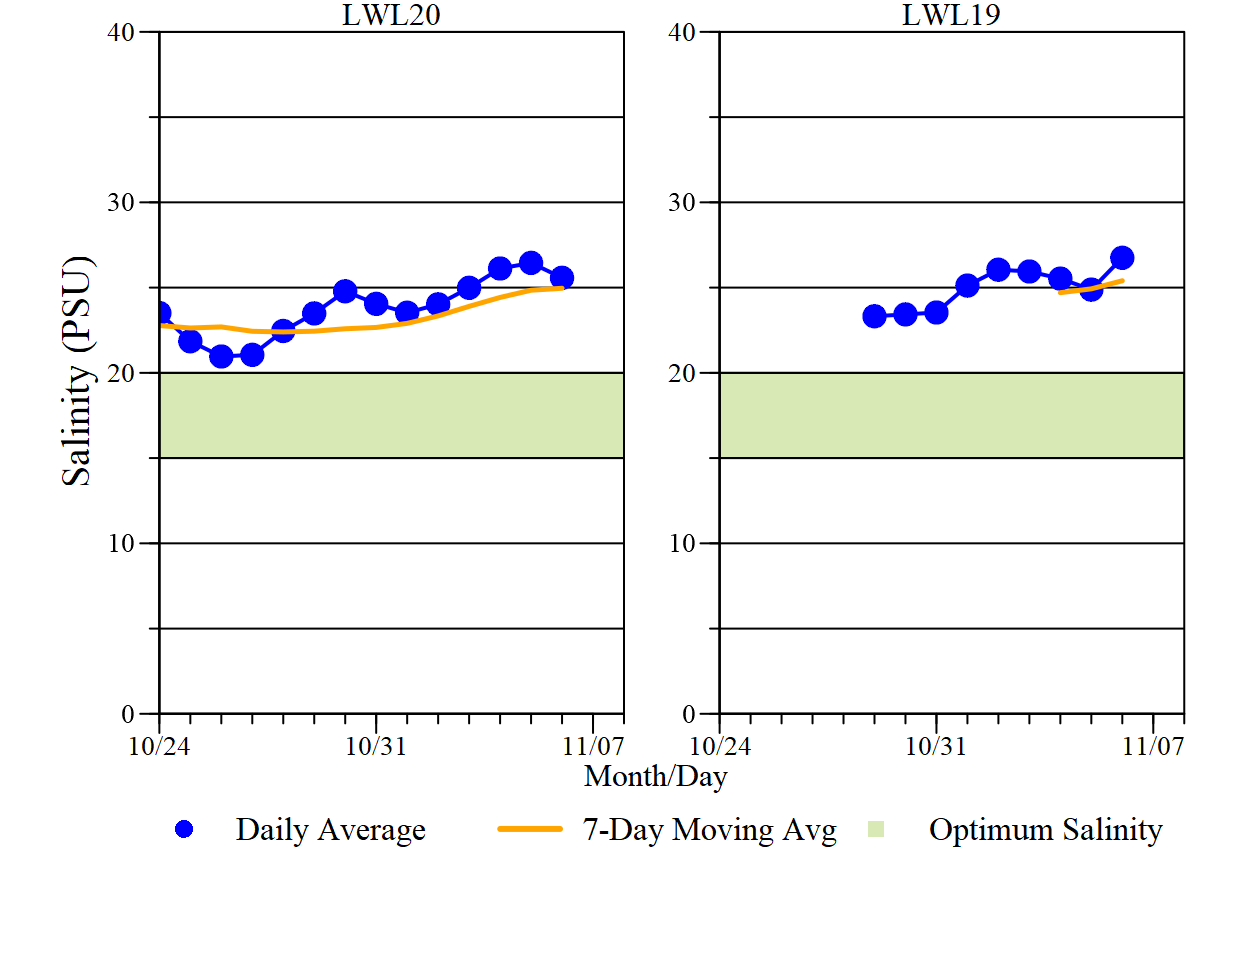 LWL20
LWL19
40
30
20
10
0
40
30
20
10
0
Salinity (PSU)
10/24
10/31
11/07
10/24
10/31
11/07
Month/Day
Daily Average
7-Day Moving Avg
Optimum Salinity